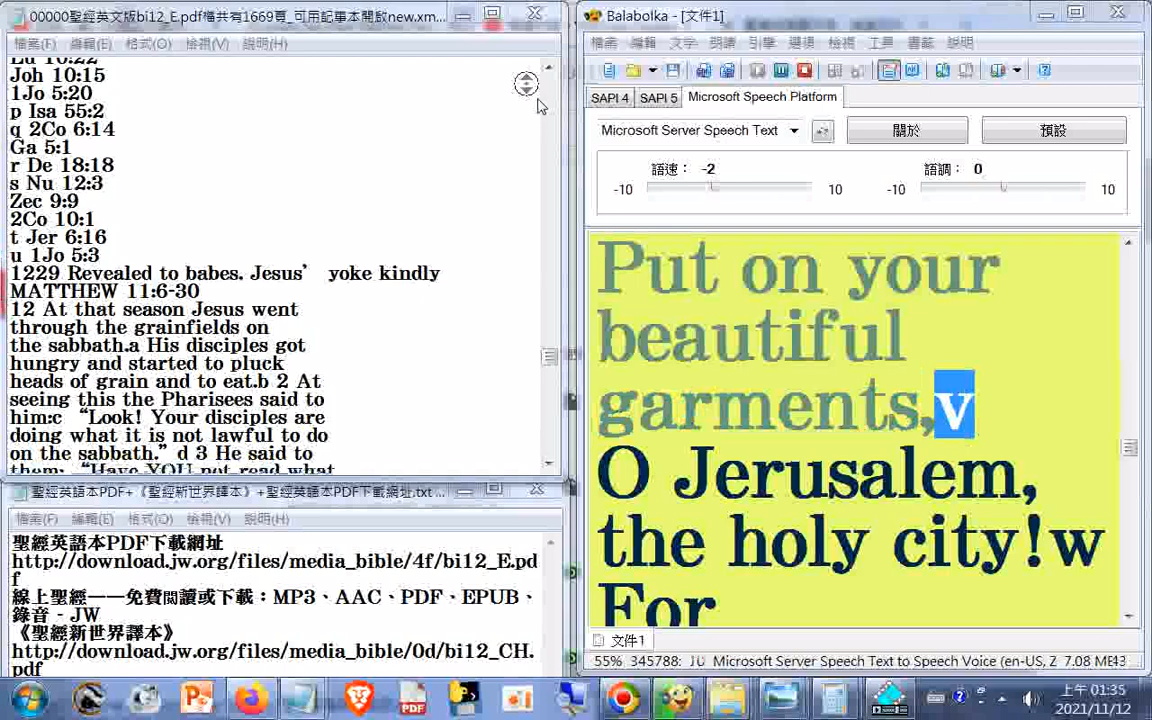 00000聖經英文版bi12_E.pdf檔共有1669頁_可用記事本開啟new.xm...
檔案(F) 編輯(E) 格式(O) 檢視(V) 說明(H)
Lu 10:22
Joh 10:15
1Jo 5:20
p Isa 55:2
q 2Co 6:14
Ga 5:1
r De 18:18
s Nu 12:3
Zec 9:9
2Co 10:1
t Jer 6:16
u 1Jo 5:3
1229 Revealed to babes. Jesus’ yoke kindly
MATTHEW 11:6-30
12 At that season Jesus went
through the grainfields on
the sabbath.a His disciples got
hungry and started to pluck
heads of grain and to eat.b 2 At
seeing this the Pharisees said to
him:c “Look! Your disciples are
doing what it is not lawful to do
on the sabbath.” d 3 He said to
them: “Have YOU not read what
聖經英語本PDF+《聖經新世界譯本》+聖經英語本PDF下載網址.txt ...
檔案(F) 編輯(E) 格式(O) 檢視(V) 說明(H)
聖經英語本PDF下載網址
http://download.jw.org/files/media_bible/4f/bi12_E.pd
f
線上聖經——免費閱讀或下載：MP3、AAC、PDF、EPUB、
錄音 - JW
《聖經新世界譯本》
http://download.jw.org/files/media_bible/0d/bi12_CH.
pdf
Balabolka - [文件1]
檔案 編輯 文字 朗讀 引擎 選項 檢視 工具 書籤 說明
SAPI 4 SAPI 5 Microsoft Speech Platform
Microsoft Server Speech Text 關於 預設
語速： -2 語調： 0
-10 10 -10 10
Put on your
beautiful
garments,v
O Jerusalem,
the holy city!w
For
文件1
55% 345788: Microsoft Server Speech Text to Speech Voice (en-US, Z 7.08 ME
上午 01:35
2021/11/12